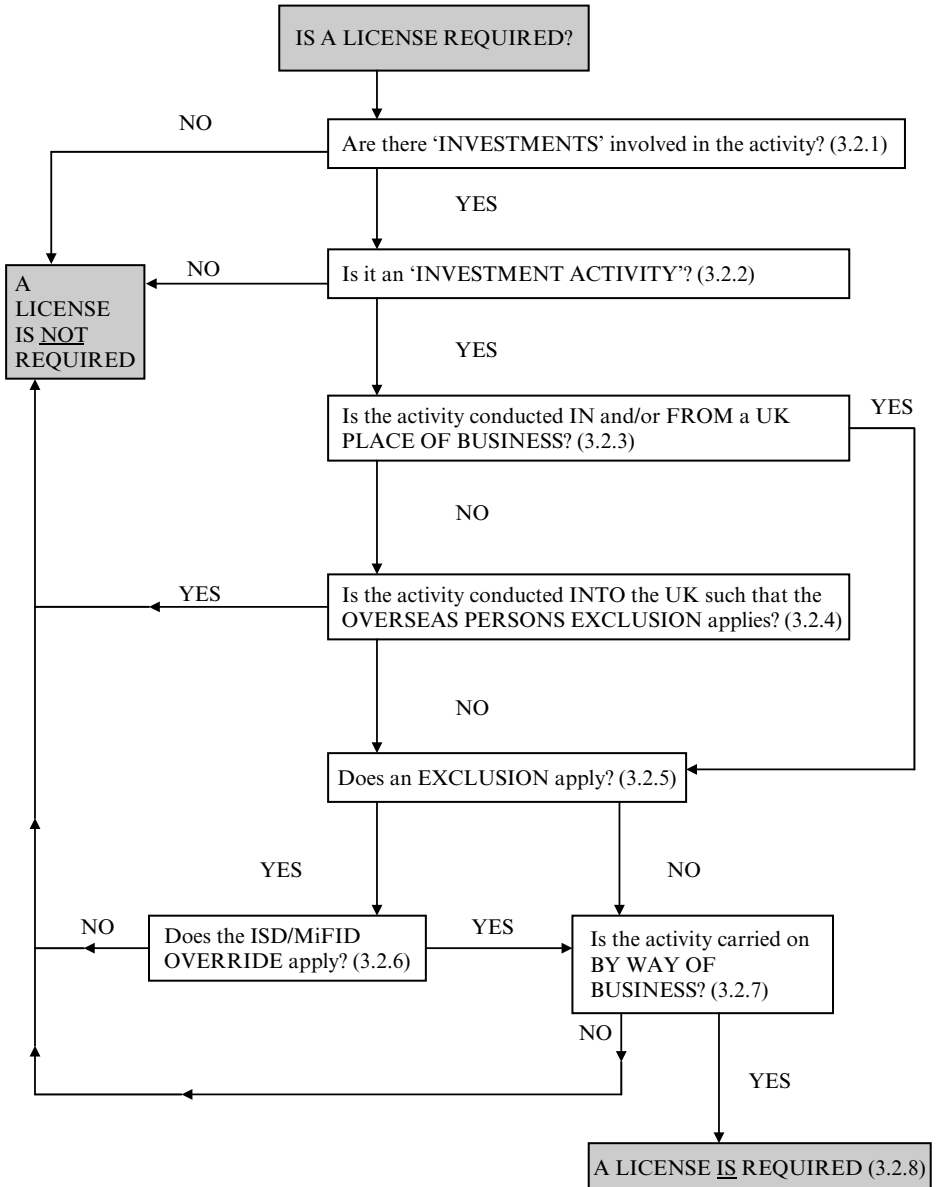 IS A LICENSE REQUIRED?
NO
Are there ‘INVESTMENTS’ involved in the activity? (3.2.1)
YES
NO
Is it an ‘INVESTMENT ACTIVITY’? (3.2.2)
A
LICENSE
IS NOT
REQUIRED
YES
Is the activity conducted IN and/or FROM a UK
PLACE OF BUSINESS? (3.2.3)
YES
NO
YES
Is the activity conducted INTO the UK such that the
OVERSEAS PERSONS EXCLUSION applies? (3.2.4)
NO
Does an EXCLUSION apply? (3.2.5)
YES
NO
NO
Does the ISD/MiFID
OVERRIDE apply? (3.2.6)
YES
Is the activity carried on
BY WAY OF
BUSINESS? (3.2.7)
NO
YES
A LICENSE IS REQUIRED (3.2.8)